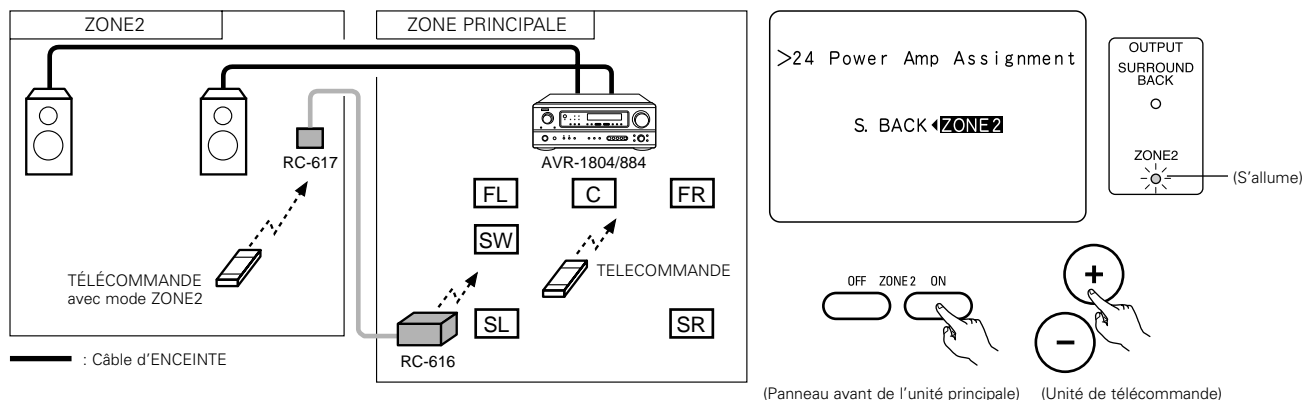 ZONE2
ZONE PRINCIPALE
RC-617
AVR-1804/884
FL
C
FR
SW
TÉLÉCOMMANDE
avec mode ZONE2
TELECOMMANDE
SL
SR
RC-616
: Câble d'ENCEINTE
>24 Power Amp Assignment
S. BACK◀ZONE2
OUTPUT
SURROUND
BACK
ZONE2
(S'allume)
OFF ZONE2 ON
+
−
(Panneau avant de l'unité principale)
(Unité de télécommande)